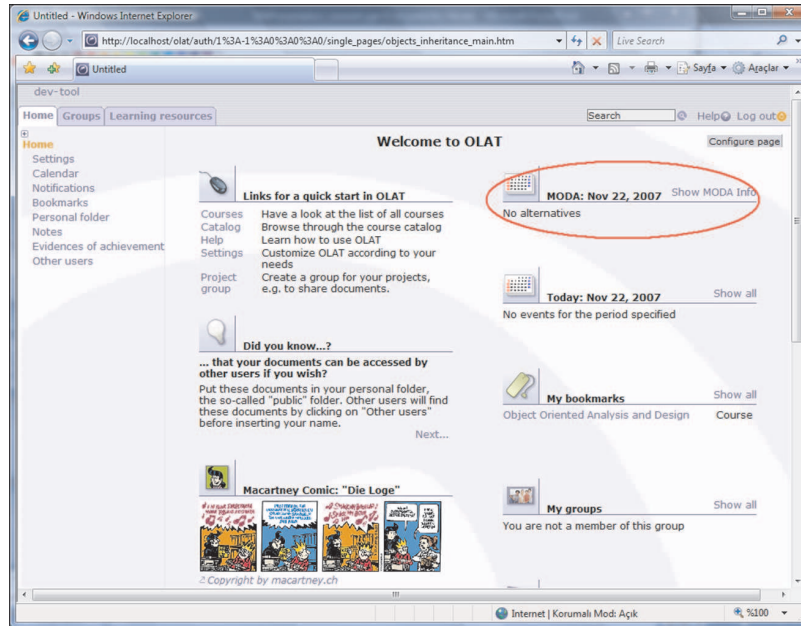 Untitled - Windows Internet Explorer
http://localhost/olat/auth/1%3A-1%3A0%3A0%3A0/single_pages/objects_inheritance_main.htm
Live Search
Untitled
Sayfa
Araçlar
dev-tool
Home Groups Learning resources
Search
Help
Log out
Home
Settings
Calendar
Notifications
Bookmarks
Personal folder
Notes
Evidences of achievement
Other users
Welcome to OLAT
Configure page
Links for a quick start in OLAT
Courses Have a look at the list of all courses
Catalog Browse through the course catalog
Help Learn how to use OLAT
Settings Customize OLAT according to your
needs
Project Create a group for your projects,
group e.g. to share documents.
Did you know...?
... that your documents can be accessed by
other users if you wish?
Put these documents in your personal folder,
the so-called "public" folder. Other users will find
these documents by clicking on "Other users"
before inserting your name.
Next...
Macartney Comic: "Die Loge"
Copyright by macartney.ch
MODA: Nov 22, 2007 Show MODA Info
No alternatives
Today: Nov 22, 2007 Show all
No events for the period specified
My bookmarks Show all
Object Oriented Analysis and Design Course
My groups Show all
You are not a member of this group
Internet | Korumalı Mod: Açık
%100